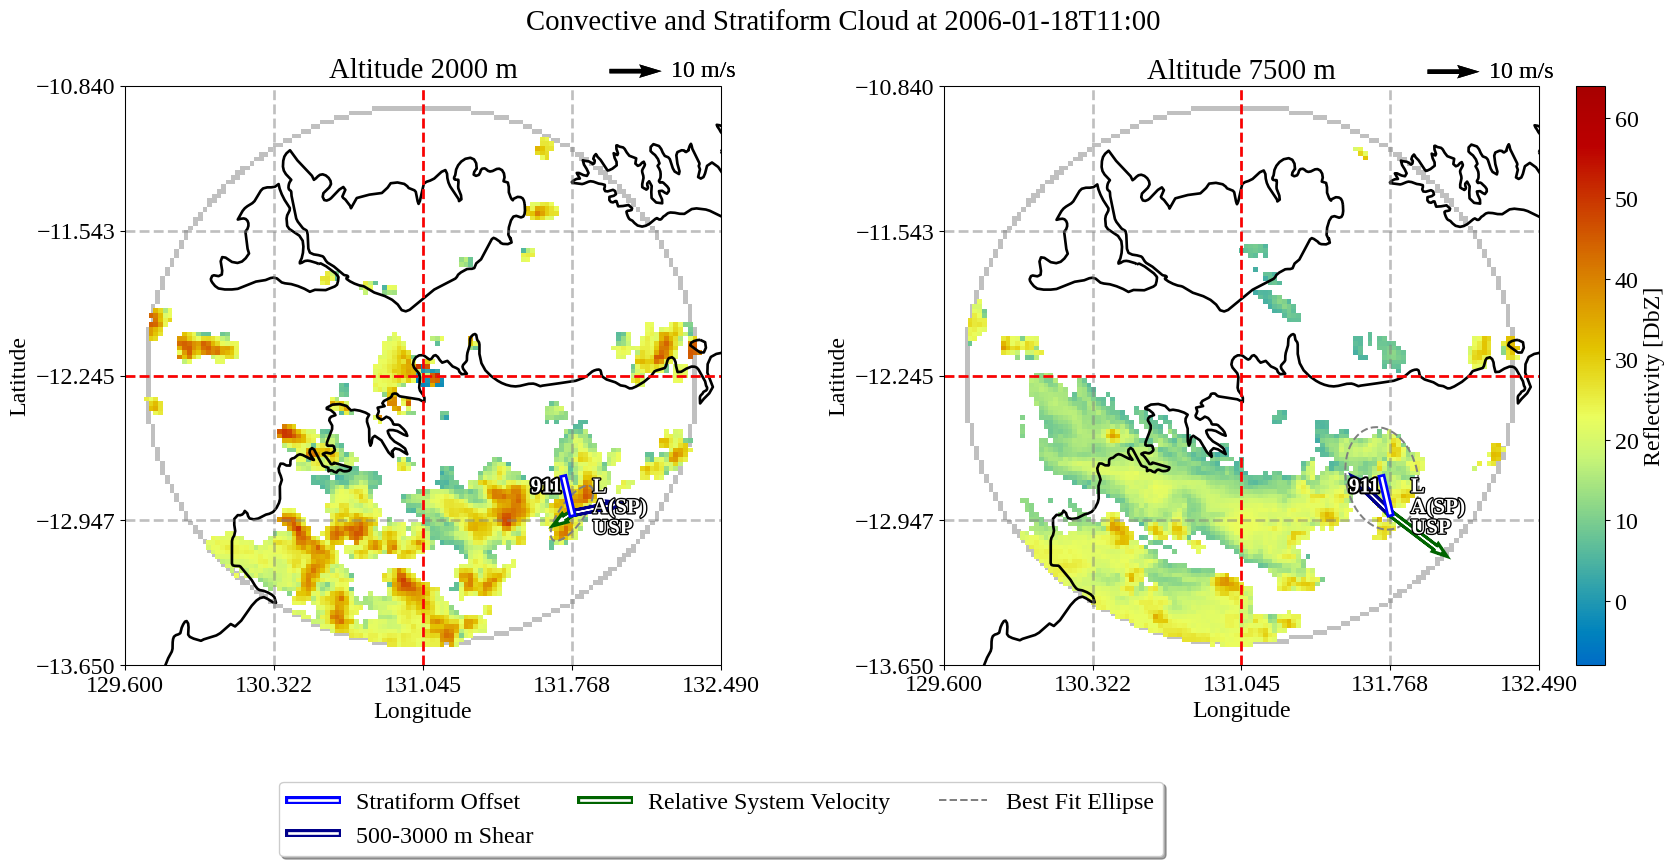 Convective and Stratiform Cloud at 2006-01-18T11:00
Altitude 2000 m
10 m/s
−10.840
−11.543
−12.245
−12.947
−13.650
Latitude
129.600
130.322
131.045
131.768
132.490
Longitude
911
L
A(SP)
USP
Altitude 7500 m
10 m/s
−10.840
−11.543
−12.245
−12.947
−13.650
Latitude
129.600
130.322
131.045
131.768
132.490
Longitude
911
L
A(SP)
USP
60
50
40
30
20
10
0
Reflectivity [DbZ]
Stratiform Offset
500-3000 m Shear
Relative System Velocity
Best Fit Ellipse